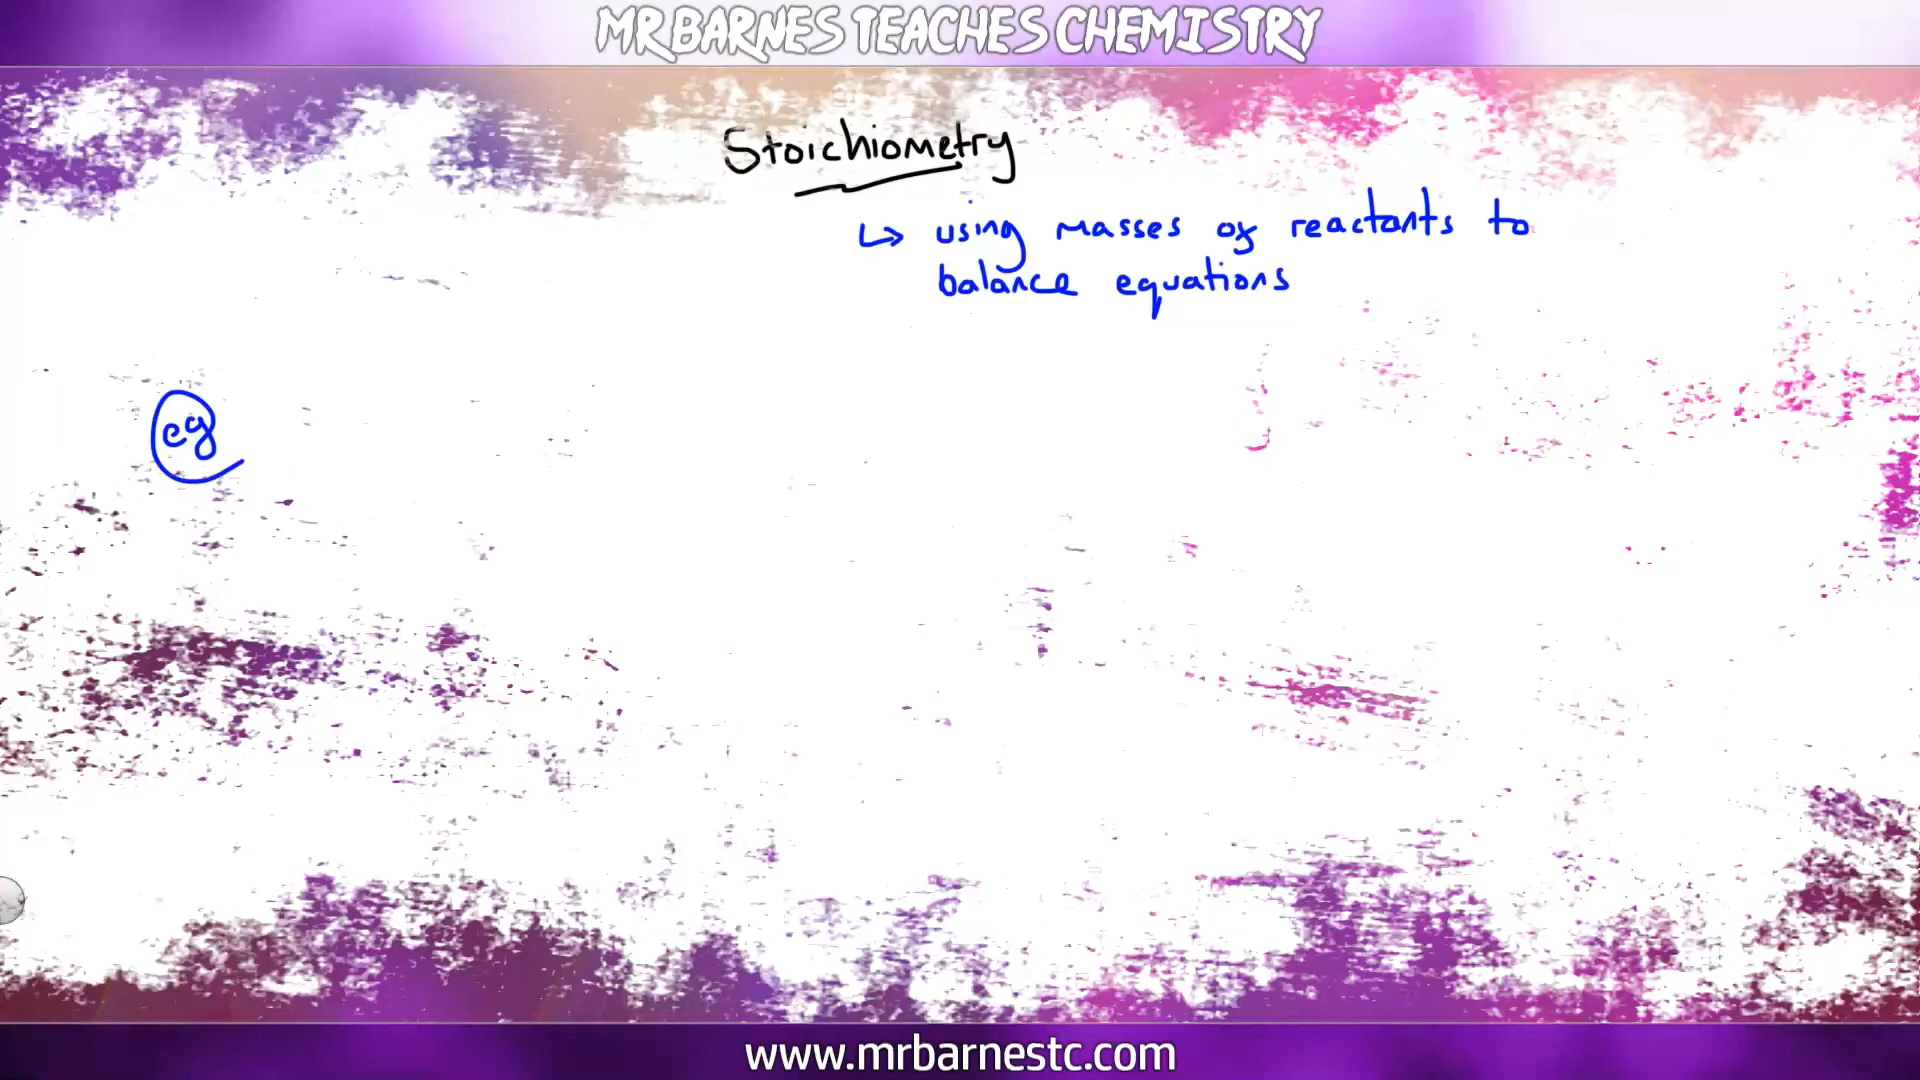 MR BARNES TEACHES CHEMISTRY
Stoichiometry
↳ using masses of reactants to
balance equations
eg
www.mrbarnestc.com